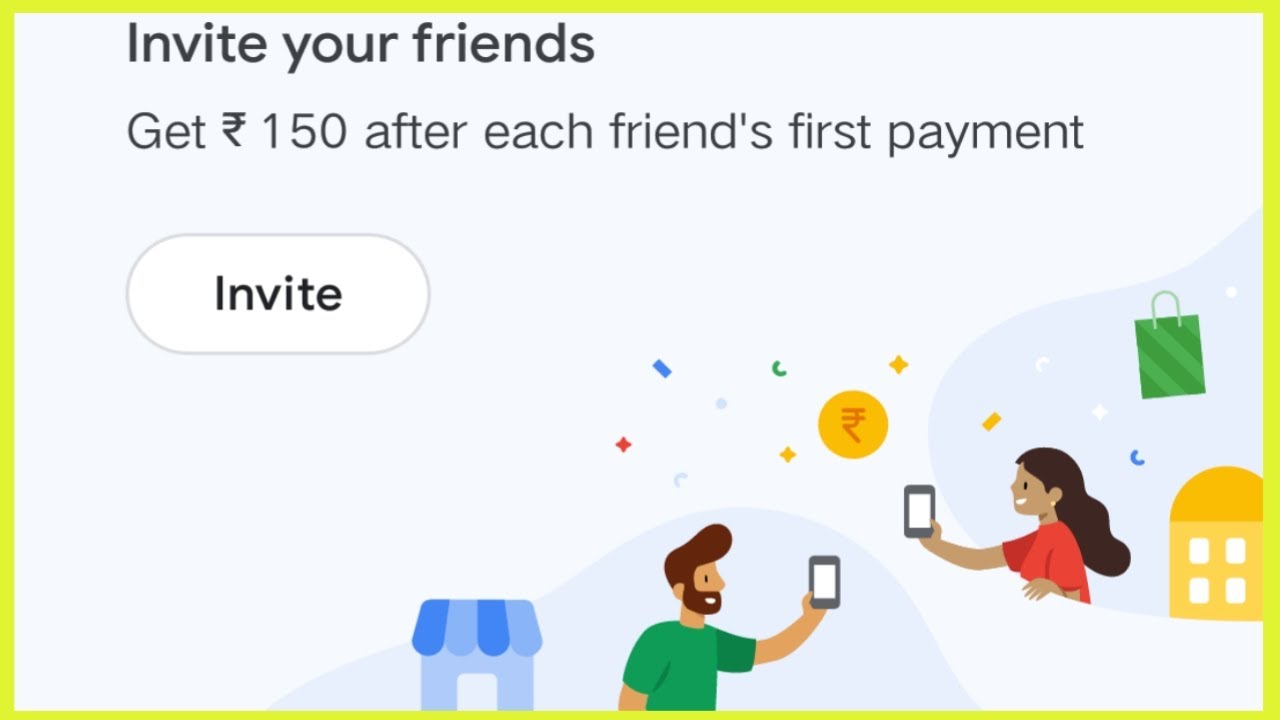 Invite your friends
Get ₹ 150 after each friend's first payment
Invite
₹